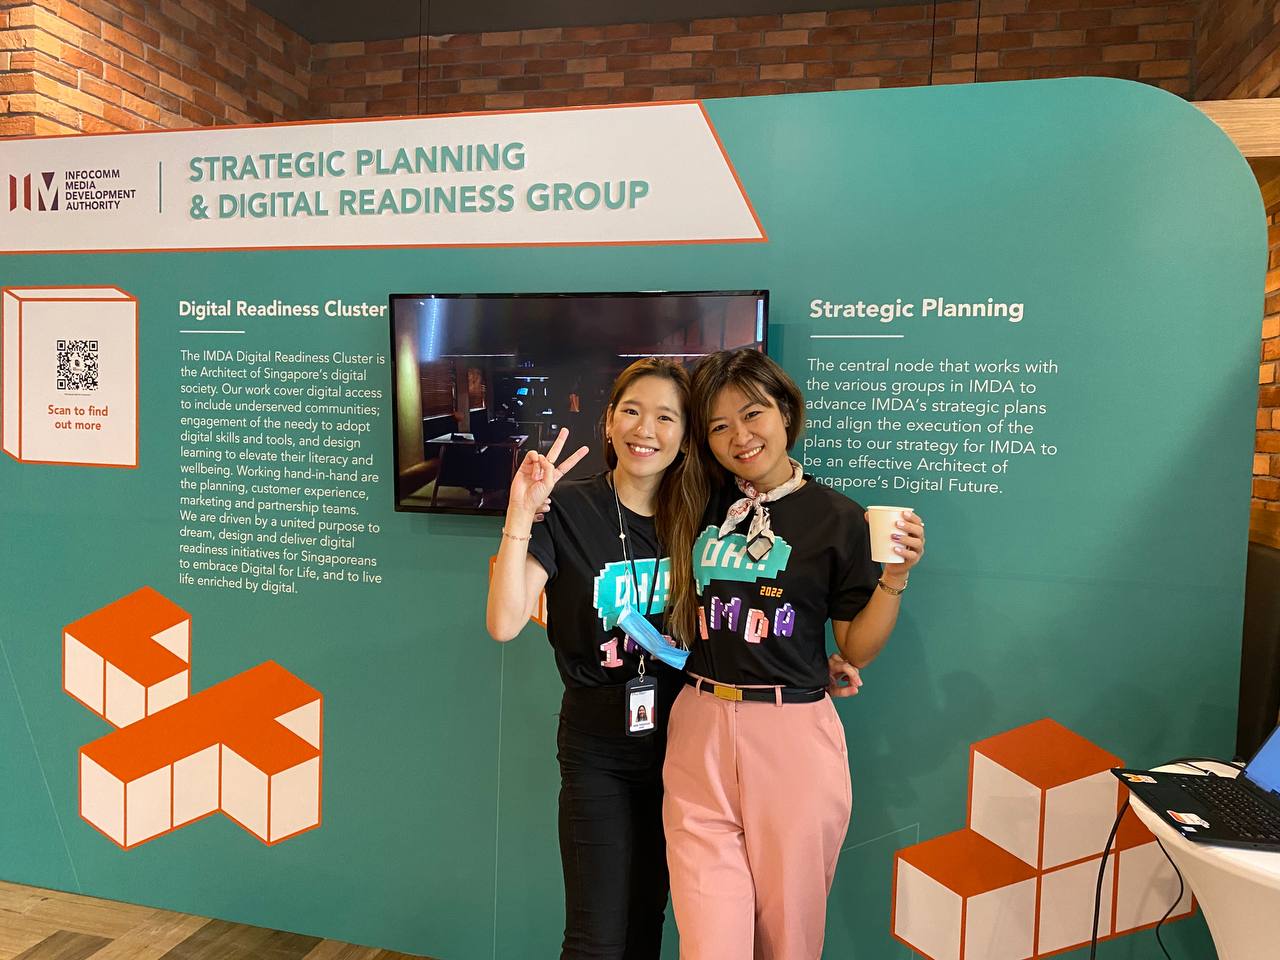 INFOCOMM
MEDIA
DEVELOPMENT
AUTHORITY
STRATEGIC PLANNING
& DIGITAL READINESS GROUP
Scan to find
out more
Digital Readiness Cluster
The IMDA Digital Readiness Cluster is
the Architect of Singapore's digital
society. Our work cover digital access
to include underserved communities;
engagement of the needy to adopt
digital skills and tools, and design
learning to elevate their literacy and
wellbeing. Working hand-in-hand are
the planning, customer experience,
marketing and partnership teams.
We are driven by a united purpose to
dream, design and deliver digital
readiness initiatives for Singaporeans
to embrace Digital for Life, and to live
life enriched by digital.
Strategic Planning
The central node that works with
the various groups in IMDA to
advance IMDA's strategic plans
and align the execution of the
plans to our strategy for IMDA to
be an effective Architect of
ingapore's Digital Future.
OH!!
OH!!
2022
IMDA